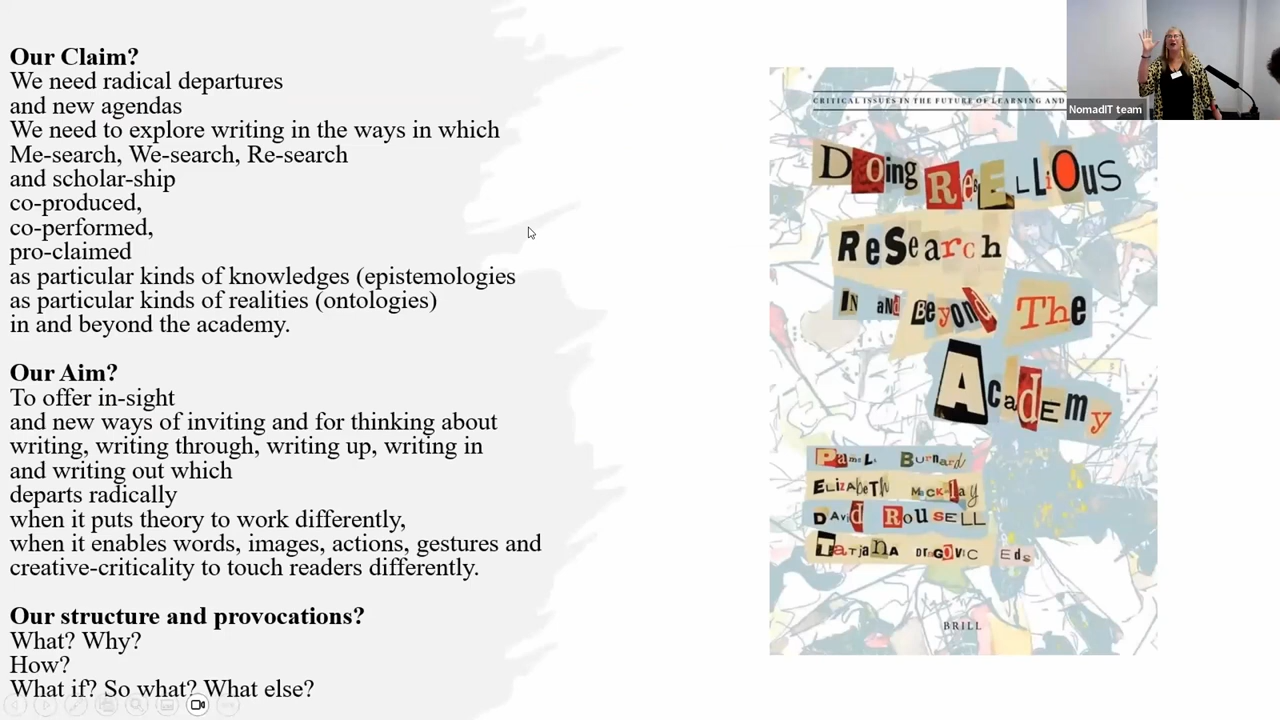 Our Claim?
We need radical departures
and new agendas
We need to explore writing in the ways in which
Me-search, We-search, Re-search
and scholar-ship
co-produced,
co-performed,
pro-claimed
as particular kinds of knowledges (epistemologies
as particular kinds of realities (ontologies)
in and beyond the academy.
Our Aim?
To offer in-sight
and new ways of inviting and for thinking about
writing, writing through, writing up, writing in
and writing out which
departs radically
when it puts theory to work differently,
when it enables words, images, actions, gestures and
creative-criticality to touch readers differently.
Our structure and provocations?
What? Why?
How?
What if? So what? What else?
CRITICAL ISSUES IN THE FUTURE OF LEARNING AND
DOing ReBELLiOus
ReSearch
IN aNd BeyonD The
AcadEmy
PameLa Burnard
ElizabetH Mackinlay
DAvid RouSELL
TatjanA DraGOVIC Eds
BRILL
NomadIT team